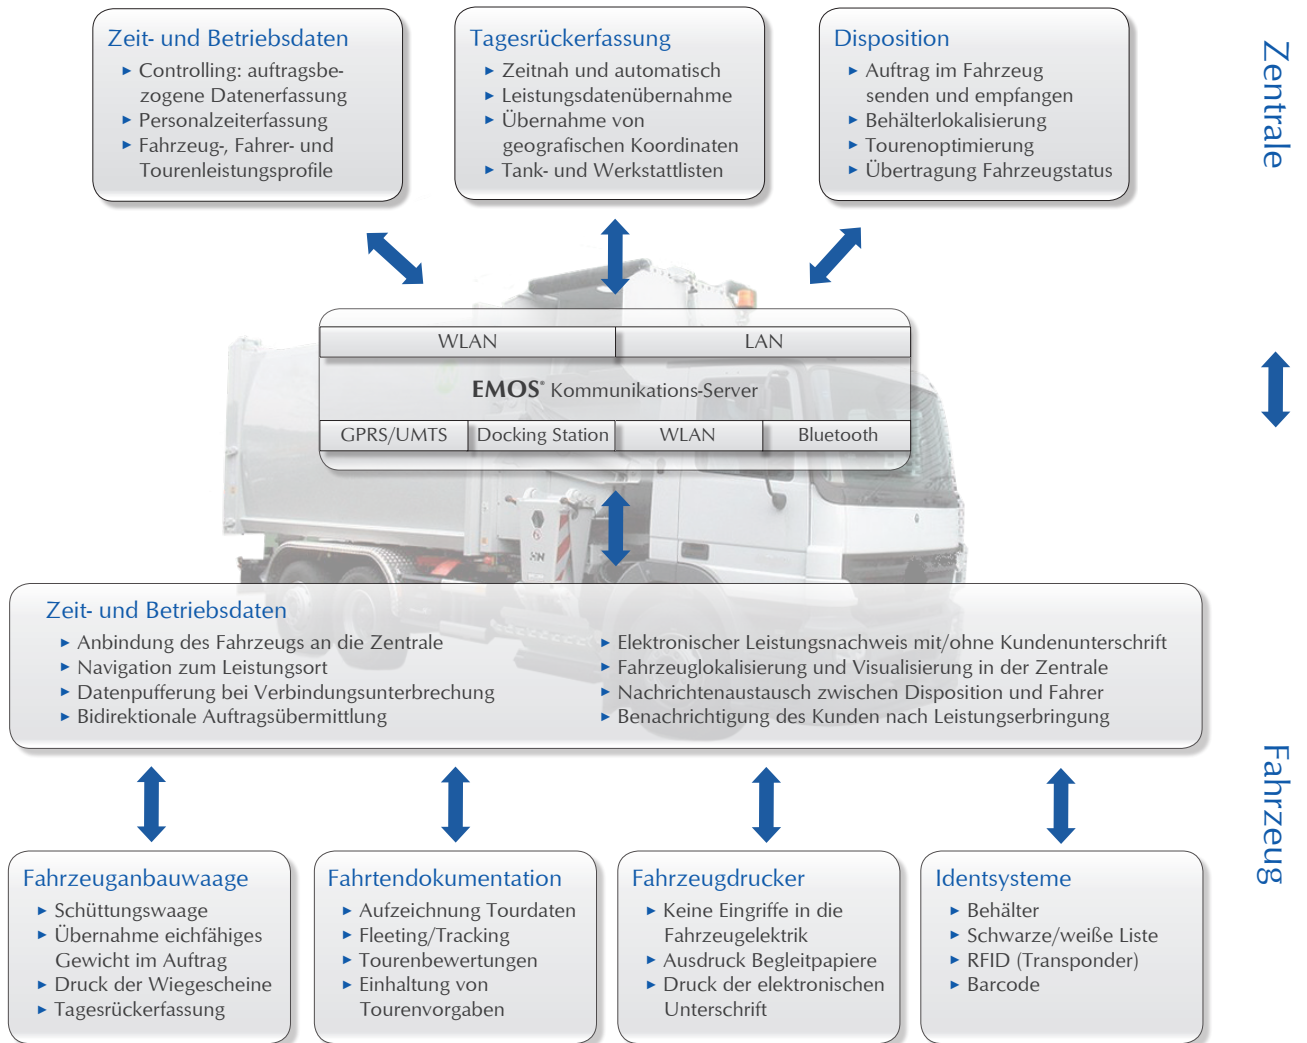 Zeit- und Betriebsdaten
► Controlling: auftragsbe-
zogene Datenerfassung
► Personalzeiterfassung
► Fahrzeug-, Fahrer- und
Tourenleistungsprofile
Tagesrückerfassung
► Zeitnah und automatisch
► Leistungsdatenübernahme
► Übernahme von
geografischen Koordinaten
► Tank- und Werkstattlisten
Disposition
► Auftrag im Fahrzeug
senden und empfangen
► Behälterlokalisierung
► Tourenoptimierung
► Übertragung Fahrzeugstatus
Zentrale
WLAN
LAN
EMOS® Kommunikations-Server
GPRS/UMTS
Docking Station
WLAN
Bluetooth
Zeit- und Betriebsdaten
► Anbindung des Fahrzeugs an die Zentrale
► Navigation zum Leistungsort
► Datenpufferung bei Verbindungsunterbrechung
► Bidirektionale Auftragsübermittlung
► Elektronischer Leistungsnachweis mit/ohne Kundenunterschrift
► Fahrzeuglokalisierung und Visualisierung in der Zentrale
► Nachrichtenaustausch zwischen Disposition und Fahrer
► Benachrichtigung des Kunden nach Leistungserbringung
Fahrzeug
Fahrzeuganbauwaage
► Schüttungswaage
► Übernahme eichfähiges
Gewicht im Auftrag
► Druck der Wiegescheine
► Tagesrückerfassung
Fahrtendokumentation
► Aufzeichnung Tourdaten
► Fleeting/Tracking
► Tourenbewertungen
► Einhaltung von
Tourenvorgaben
Fahrzeugdrucker
► Keine Eingriffe in die
Fahrzeugelektrik
► Ausdruck Begleitpapiere
► Druck der elektronischen
Unterschrift
Identsysteme
► Behälter
► Schwarze/weiße Liste
► RFID (Transponder)
► Barcode